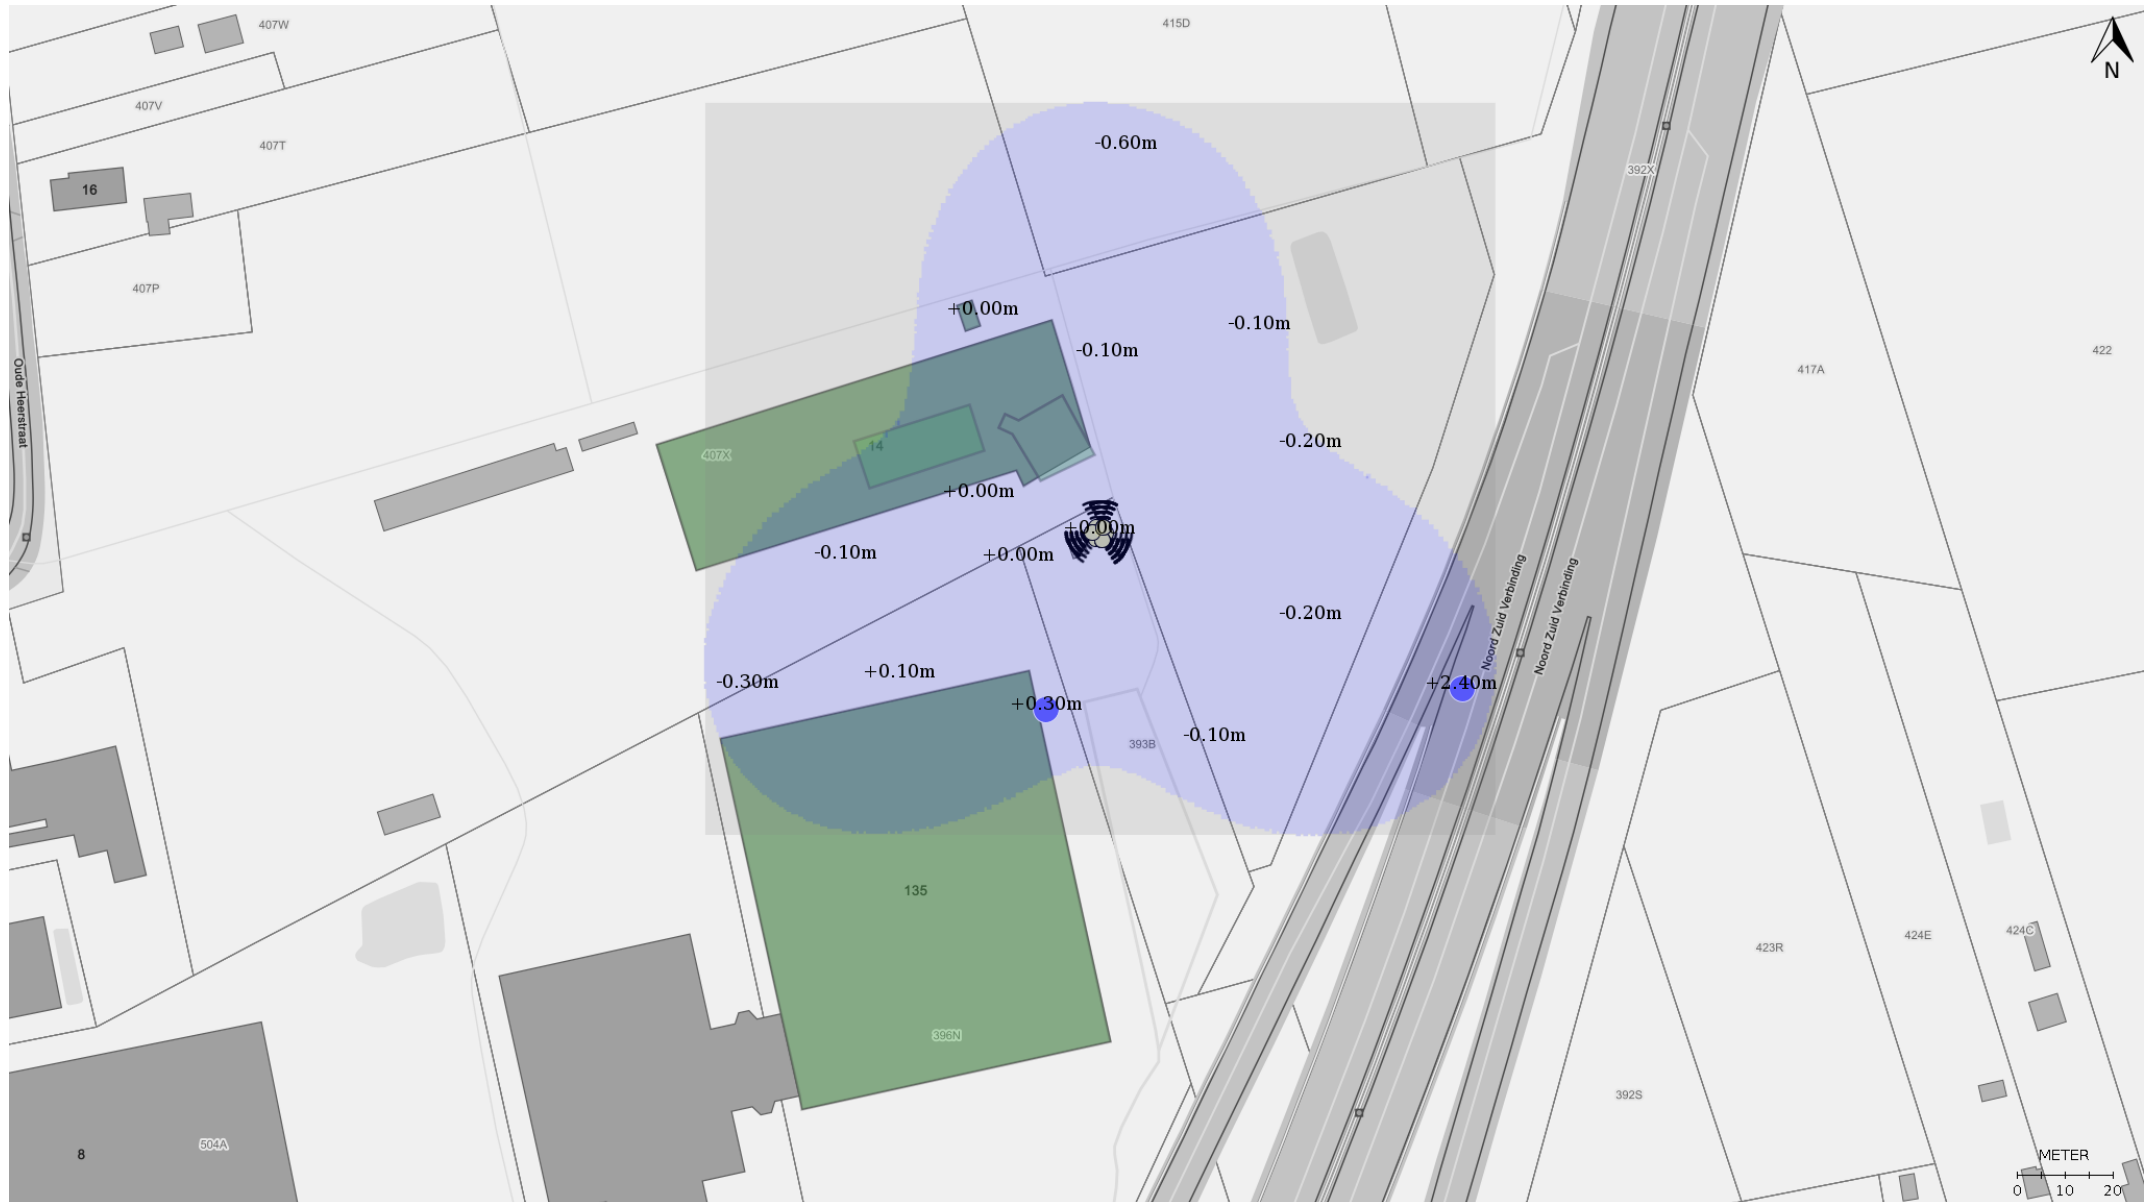 407W
415D
N
407V
407T
-0.60m
16
392X
407P
+0.00m
-0.10m
-0.10m
422
417A
Oude Heerstraat
14
407X
-0.20m
+0.00m
+0.00m
-0.10m
+0.00m
Noord Zuid Verbinding
Noord Zuid Verbinding
-0.20m
+0.10m
-0.30m
+2.40m
+0.30m
-0.10m
393B
135
424C
424E
423R
396N
392S
504A
8
METER
0 10 20